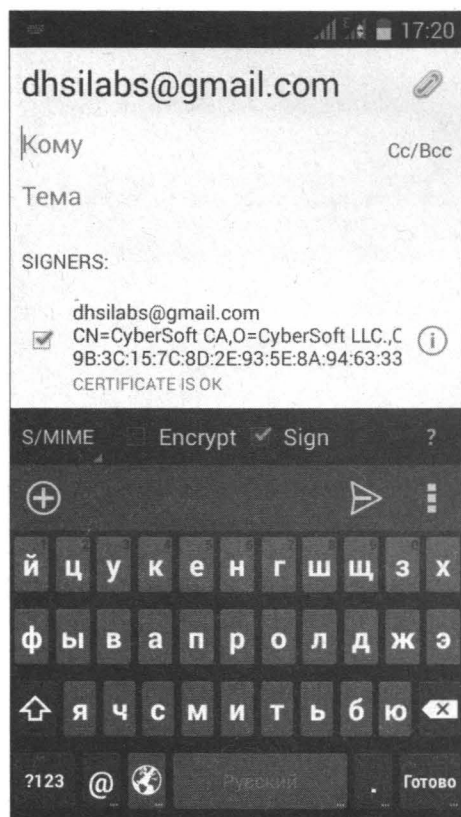 17:20
dhsilabs@gmail.com
Кому
Cc/Bcc
Тема
SIGNERS:
dhsilabs@gmail.com
CN=CyberSoft CA,O=CyberSoft LLC.,C
9B:3C:15:7C:8D:2E:93:5E:8A:94:63:33
CERTIFICATE IS OK
S/MIME Encrypt Sign ?
й ц у к е н г ш щ з х
ф ы в а п р о л д ж э
я ч с м и т ь б ю
?123 @ Русский . Готово